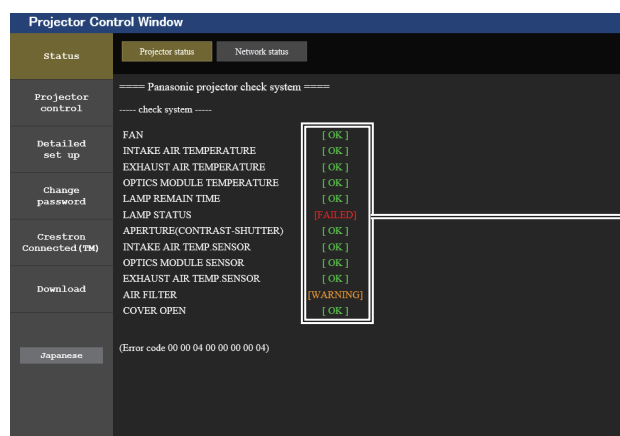 Projector Control Window
Status
Projector status
Network status
Projector
control
Detailed
set up
Change
password
Crestron
Connected(TM)
Download
Japanese
==== Panasonic projector check system ====
----- check system -----
FAN [ OK ]
INTAKE AIR TEMPERATURE [ OK ]
EXHAUST AIR TEMPERATURE [ OK ]
OPTICS MODULE TEMPERATURE [ OK ]
LAMP REMAIN TIME [ OK ]
LAMP STATUS [FAILED]
APERTURE(CONTRAST-SHUTTER) [ OK ]
INTAKE AIR TEMP.SENSOR [ OK ]
OPTICS MODULE SENSOR [ OK ]
EXHAUST AIR TEMP.SENSOR [ OK ]
AIR FILTER [WARNING]
COVER OPEN [ OK ]
(Error code 00 00 04 00 00 00 00 04)